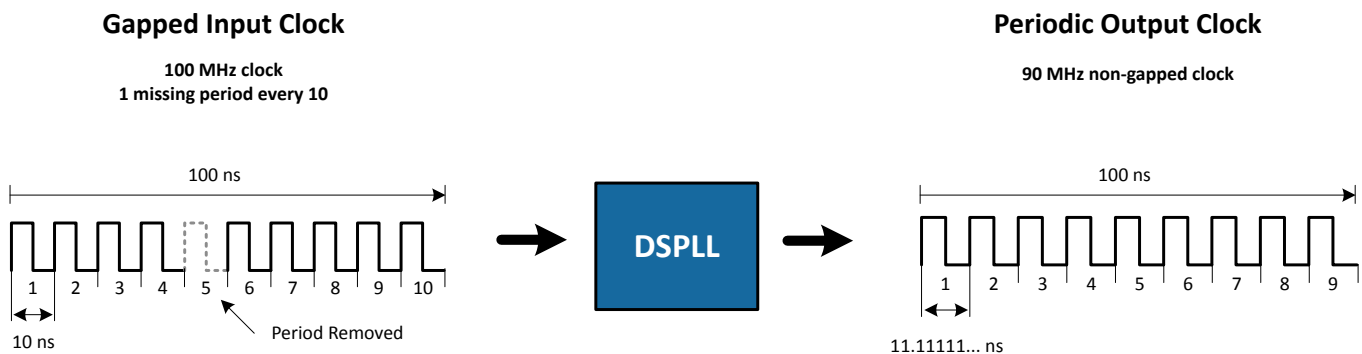 Gapped Input Clock
100 MHz clock
1 missing period every 10
100 ns
1 2 3 4 5 6 7 8 9 10
10 ns
Period Removed
DSPLL
Periodic Output Clock
90 MHz non-gapped clock
100 ns
1 2 3 4 5 6 7 8 9
11.11111... ns